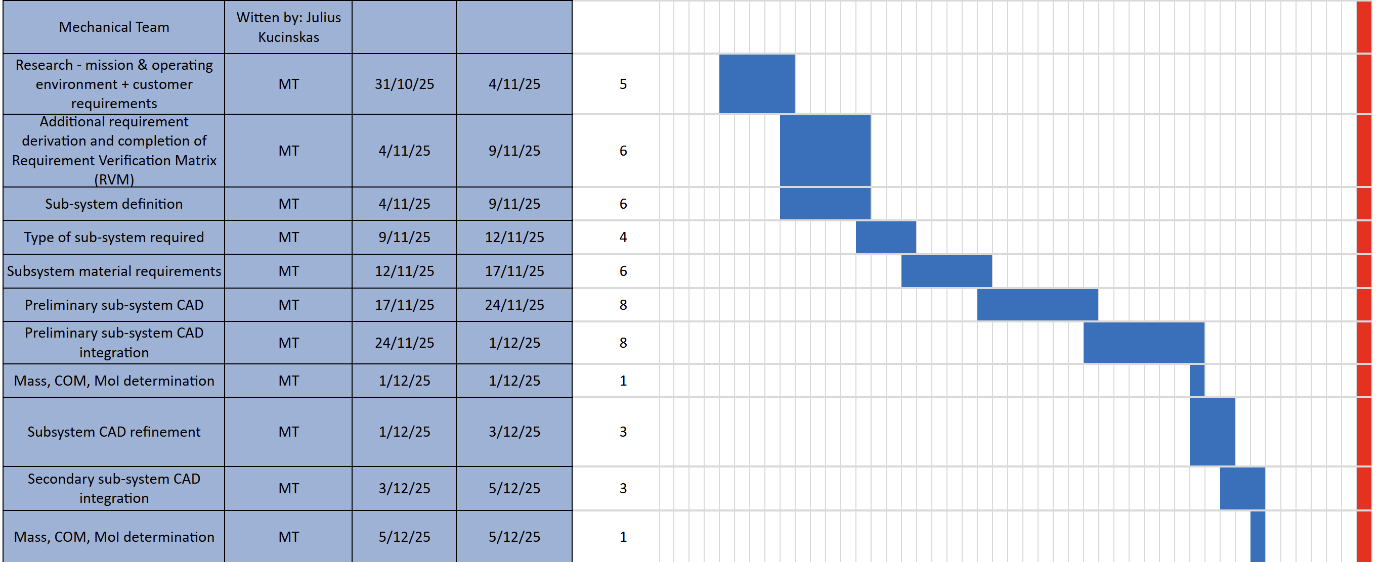 Mechanical Team
Witten by: Julius
Kucinskas
Research - mission & operating
environment + customer
requirements
MT
31/10/25
4/11/25
5
Additional requirement
derivation and completion of
Requirement Verification Matrix
(RVM)
MT
4/11/25
9/11/25
6
Sub-system definition
MT
4/11/25
9/11/25
6
Type of sub-system required
MT
9/11/25
12/11/25
4
Subsystem material requirements
MT
12/11/25
17/11/25
6
Preliminary sub-system CAD
MT
17/11/25
24/11/25
8
Preliminary sub-system CAD
integration
MT
24/11/25
1/12/25
8
Mass, COM, MoI determination
MT
1/12/25
1/12/25
1
Subsystem CAD refinement
MT
1/12/25
3/12/25
3
Secondary sub-system CAD
integration
MT
3/12/25
5/12/25
3
Mass, COM, MoI determination
MT
5/12/25
5/12/25
1